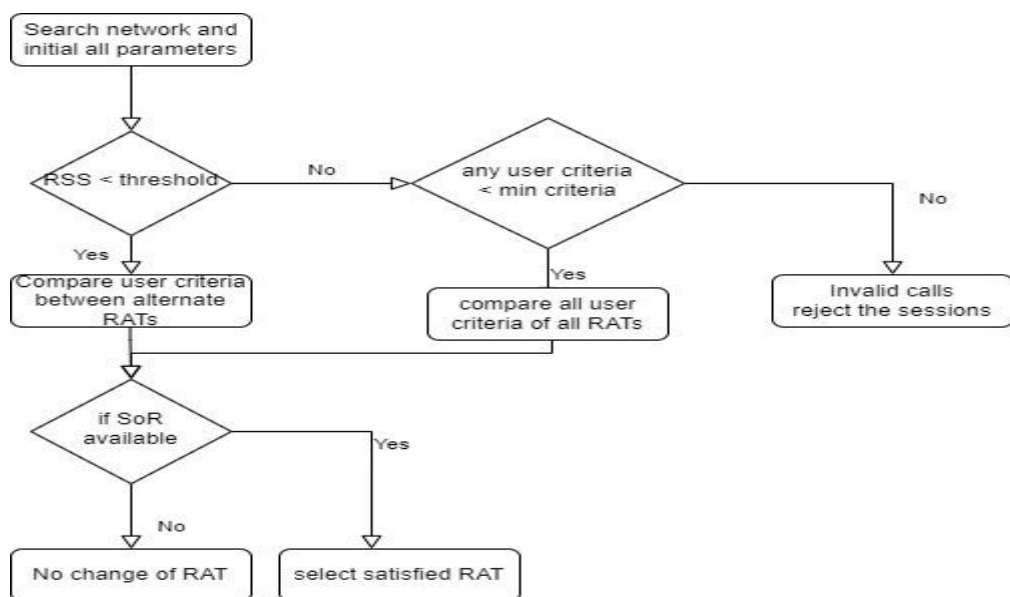 Search network and
initial all parameters
RSS < threshold
No
any user criteria
< min criteria
No
Yes
Compare user criteria
between alternate
RATs
Yes
compare all user
criteria of all RATs
Invalid calls
reject the sessions
if SoR
available
Yes
No
No change of RAT
select satisfied RAT